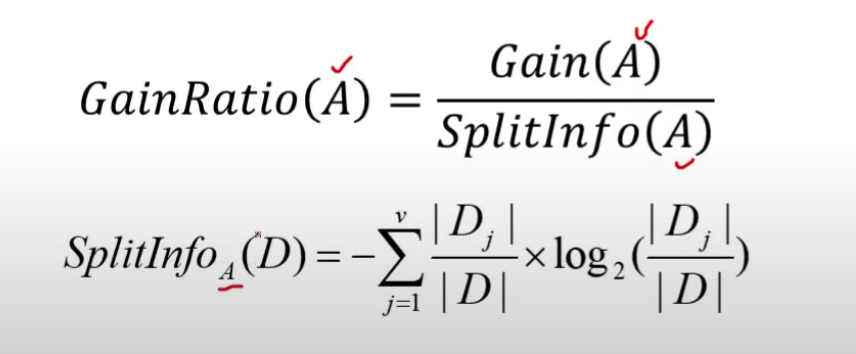 GainRatio(A) = Gain(A) / SplitInfo(A)
SplitInfo_A(D) = −∑_{j=1}^{v} |D_j| / |D| × log_2(|D_j| / |D|)